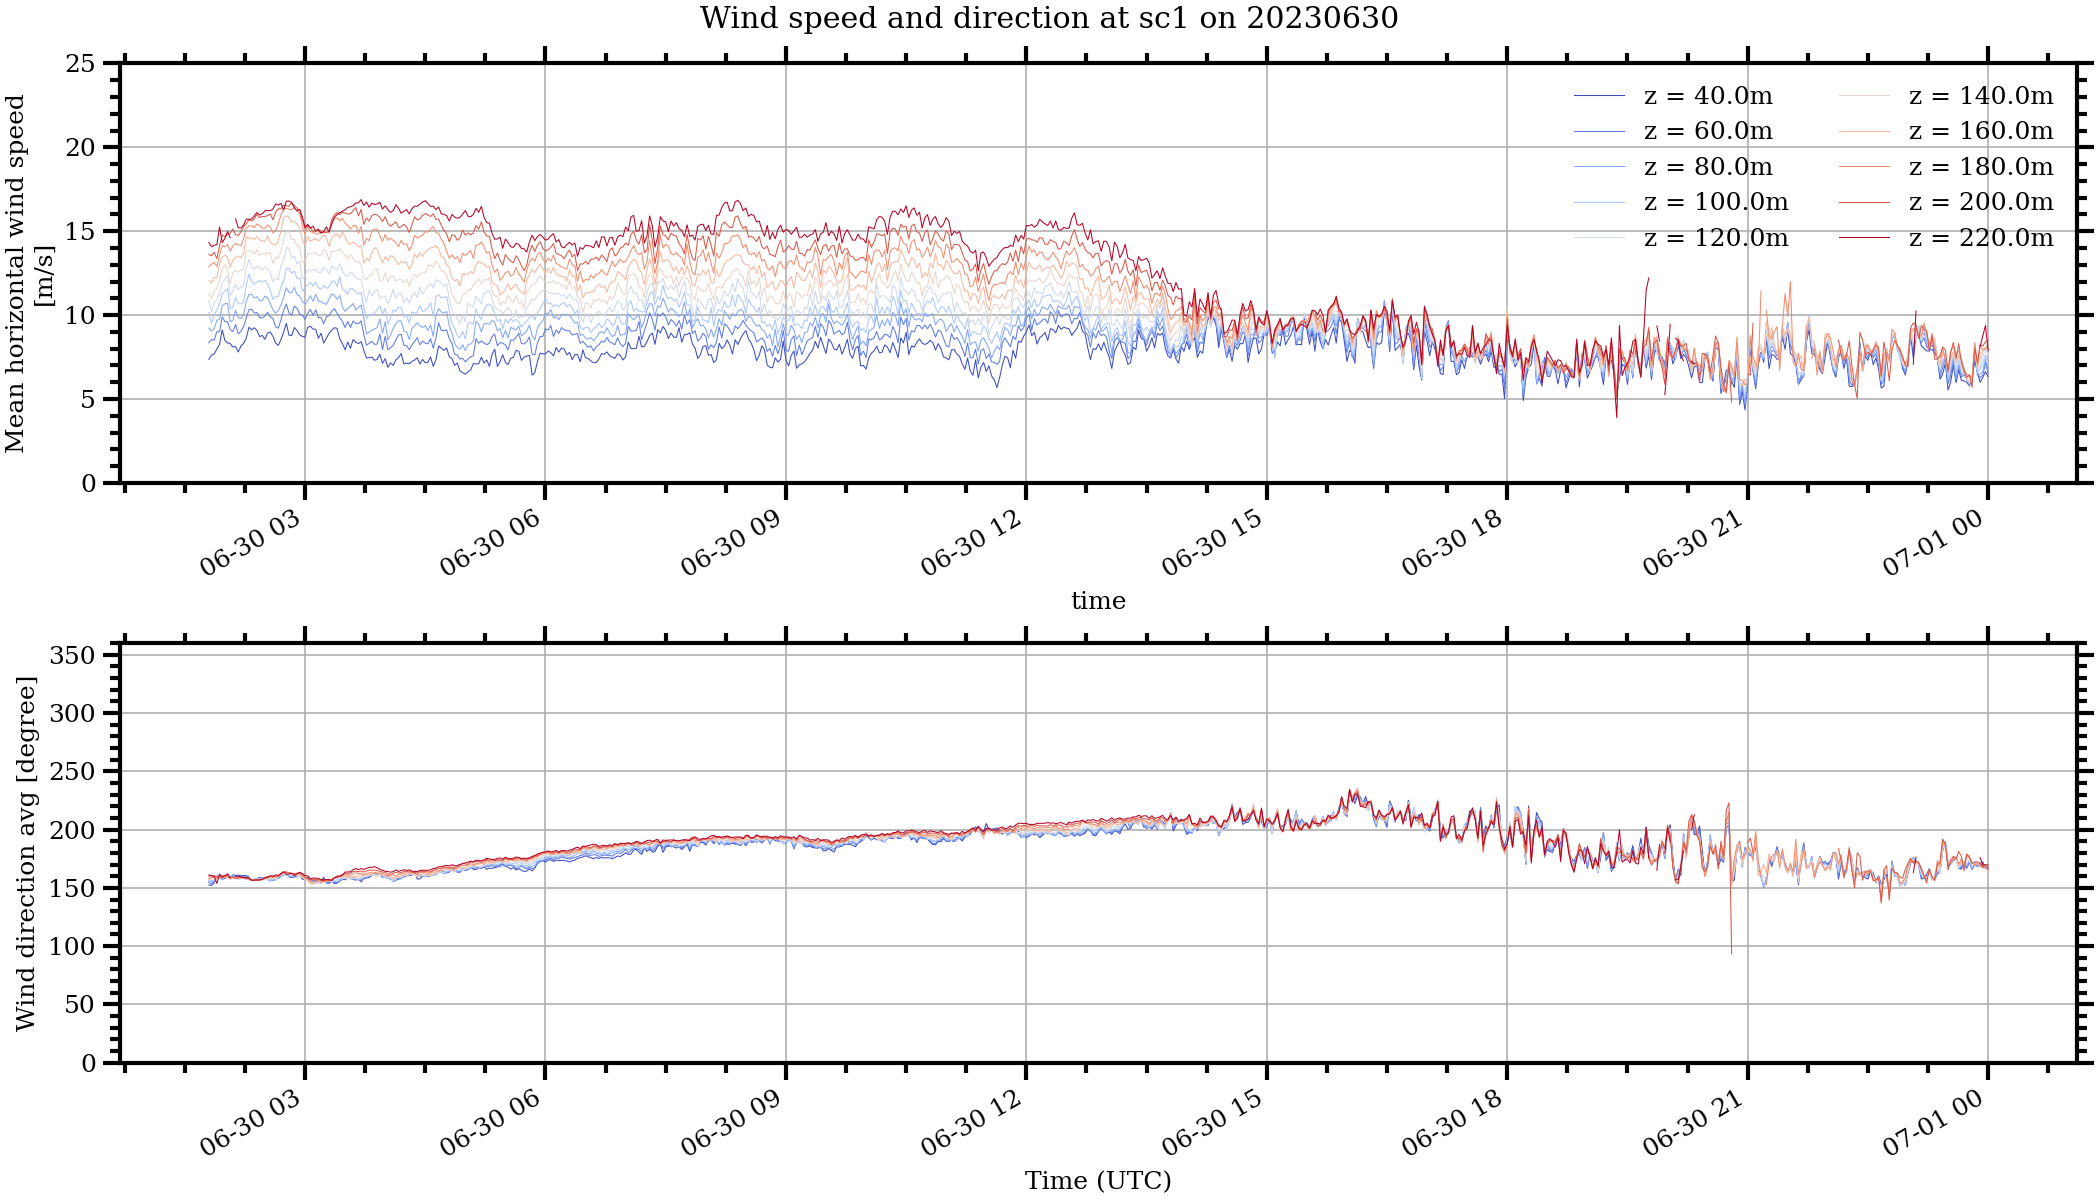 Wind speed and direction at sc1 on 20230630
Mean horizontal wind speed
[m/s]
25
20
15
10
5
0
z = 40.0m
z = 60.0m
z = 80.0m
z = 100.0m
z = 120.0m
z = 140.0m
z = 160.0m
z = 180.0m
z = 200.0m
z = 220.0m
06-30 03
06-30 06
06-30 09
06-30 12
06-30 15
06-30 18
06-30 21
07-01 00
time
Wind direction avg [degree]
350
300
250
200
150
100
50
0
06-30 03
06-30 06
06-30 09
06-30 12
06-30 15
06-30 18
06-30 21
07-01 00
Time (UTC)